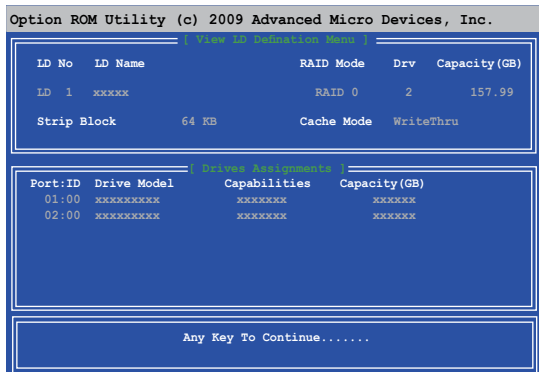 Option ROM Utility (c) 2009 Advanced Micro Devices, Inc.
[ View LD Defination Menu ]
LD No LD Name RAID Mode Drv Capacity(GB)
LD 1 xxxxx RAID 0 2 157.99
Strip Block 64 KB Cache Mode WriteThru
[ Drives Assignments ]
Port:ID Drive Model Capabilities Capacity(GB)
01:00 xxxxxxxxx xxxxxxx xxxxxx
02:00 xxxxxxxxx xxxxxxx xxxxxx
Any Key To Continue.......